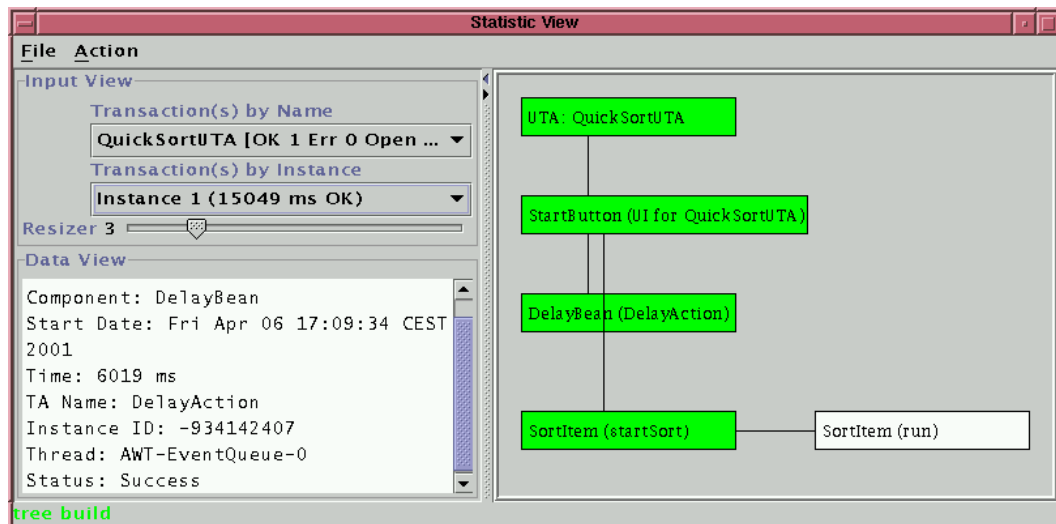 Statistic View
File Action
Input View
Transaction(s) by Name
QuickSortUTA [OK 1 Err 0 Open ...
Transaction(s) by Instance
Instance 1 (15049 ms OK)
Resizer 3
Data View
Component: DelayBean
Start Date: Fri Apr 06 17:09:34 CEST
2001
Time: 6019 ms
TA Name: DelayAction
Instance ID: -934142407
Thread: AWT-EventQueue-0
Status: Success
UTA: QuickSortUTA
StartButton (UI for QuickSortUTA)
DelayBean (DelayAction)
SortItem (startSort)
SortItem (run)
tree build